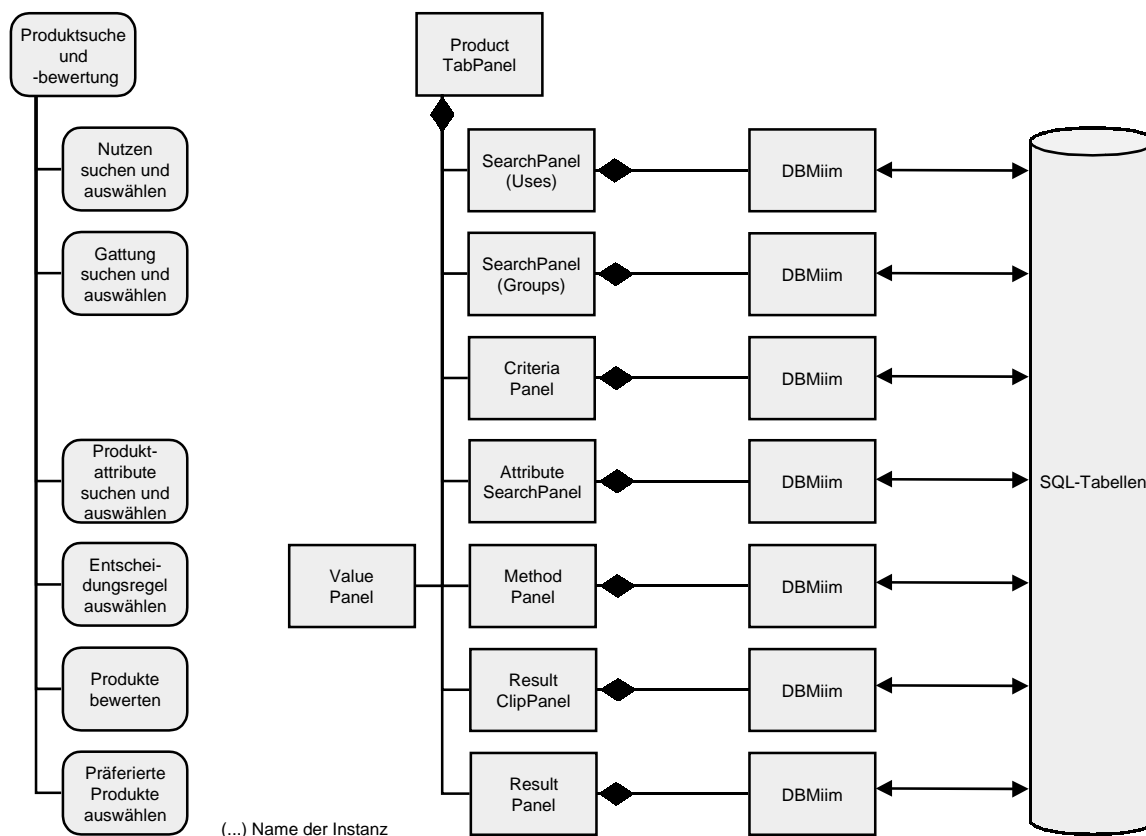 Produktsuche
und
-bewertung
Nutzen
suchen und
auswählen
Gattung
suchen und
auswählen
Produkt-
attribute
suchen und
auswählen
Entschei-
dungsregel
auswählen
Produkte
bewerten
Präferierte
Produkte
auswählen
Product
TabPanel
SearchPanel
(Uses)
DBMiim
SearchPanel
(Groups)
DBMiim
Criteria
Panel
DBMiim
Attribute
SearchPanel
DBMiim
Value
Panel
Method
Panel
DBMiim
Result
ClipPanel
DBMiim
Result
Panel
DBMiim
SQL-Tabellen
(...) Name der Instanz